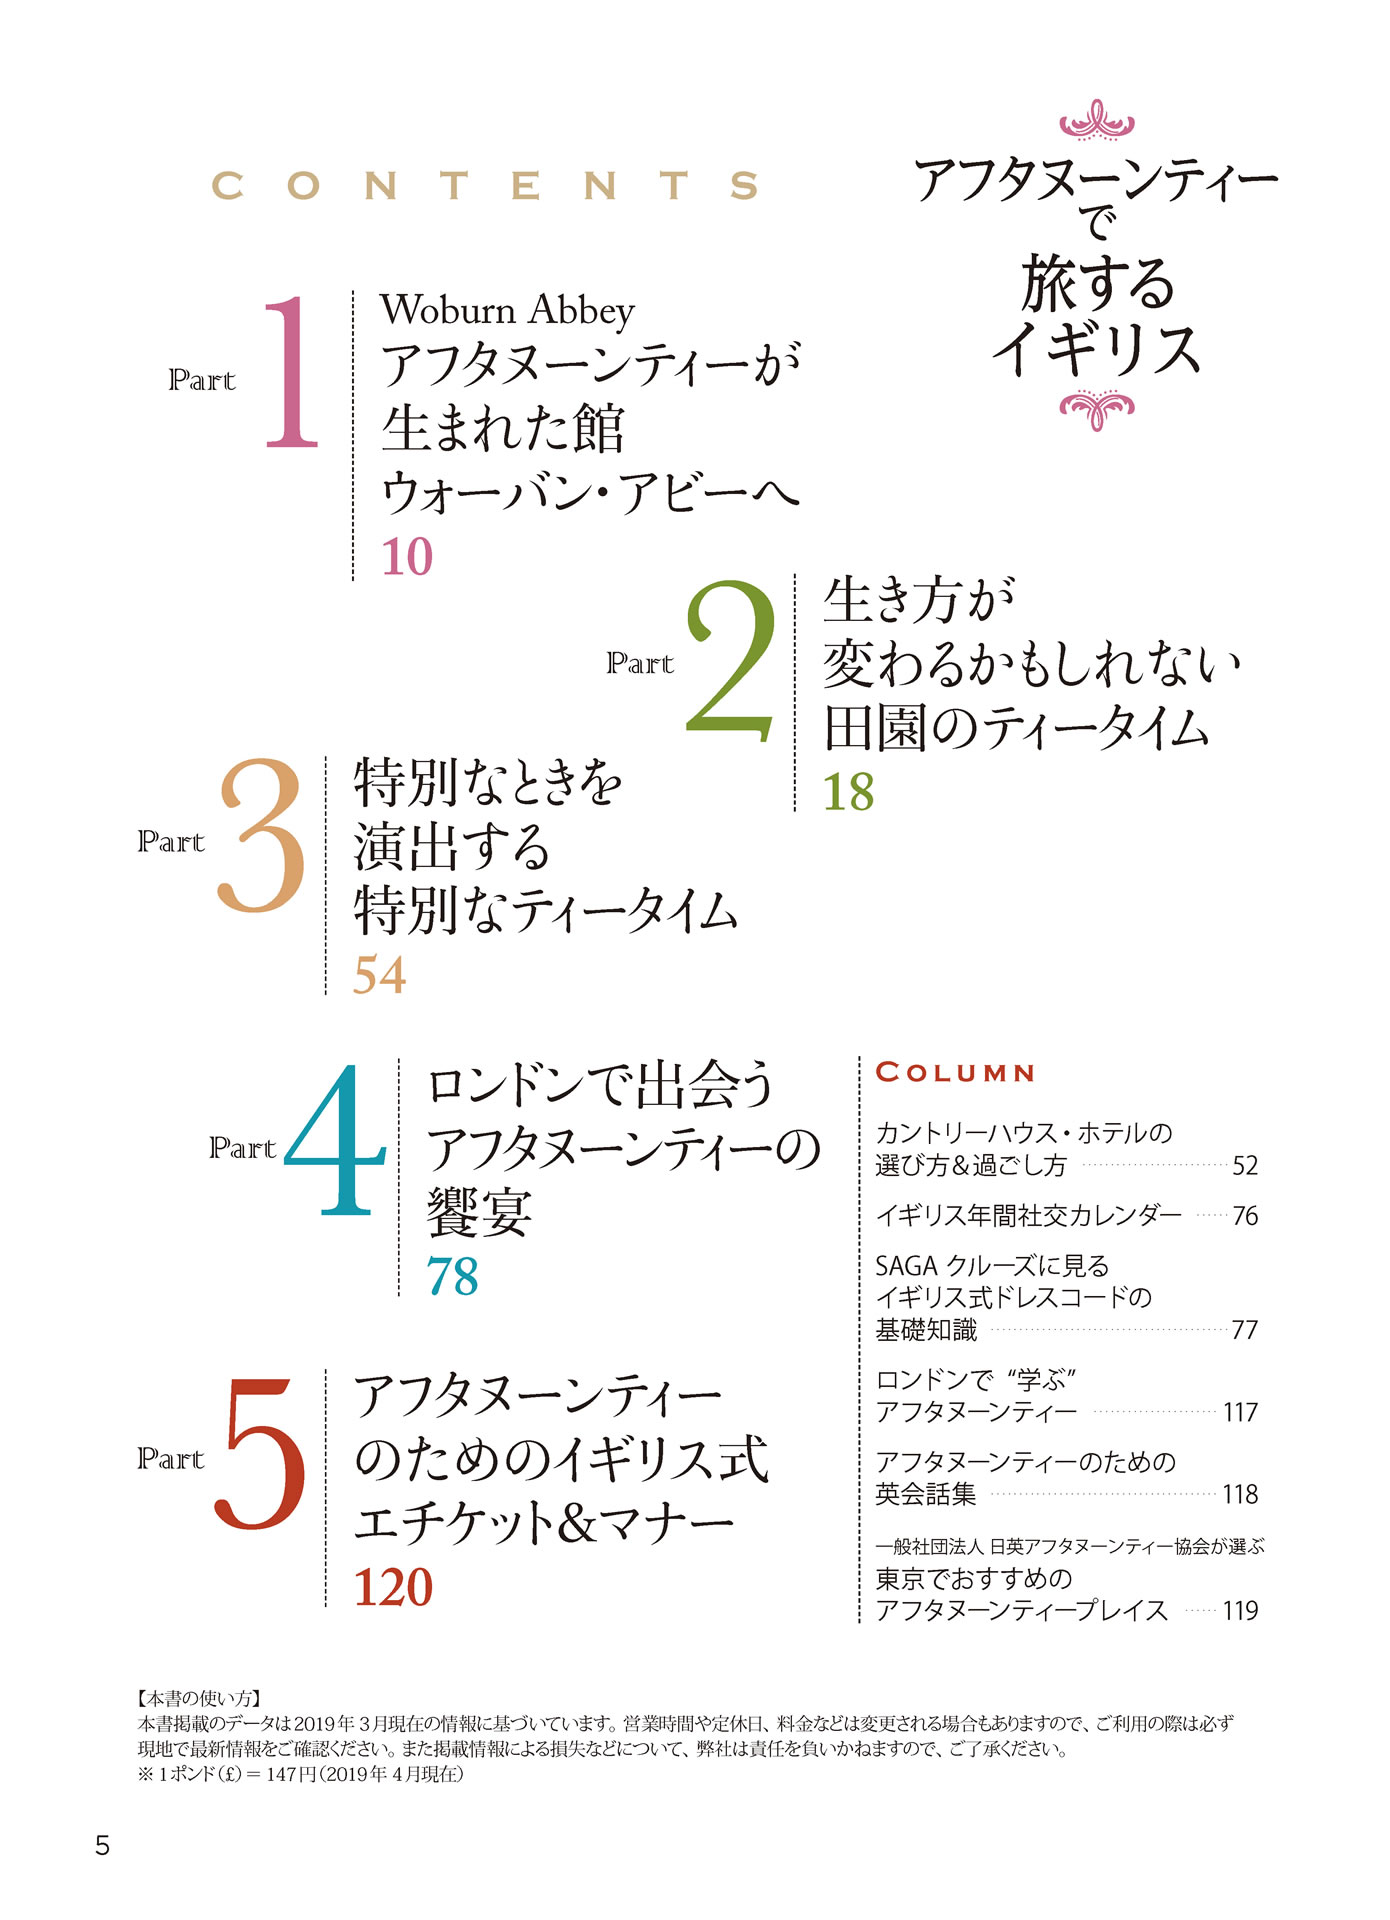 CONTENTS
アフタヌーンティー
で
旅する
イギリス
Part 1
Woburn Abbey
アフタヌーンティーが
生まれた館
ウォーバン・アビーへ
10
Part 2
生き方が
変わるかもしれない
田園のティータイム
18
Part 3
特別なときを
演出する
特別なティータイム
54
Part 4
ロンドンで出会う
アフタヌーンティーの
饗宴
78
Part 5
アフタヌーンティー
のためのイギリス式
エチケット&マナー
120
COLUMN
カントリーハウス・ホテルの
選び方&過ごし方 …… 52
イギリス年間社交カレンダー …… 76
SAGA クルーズに見る
イギリス式ドレスコードの
基礎知識 …… 77
ロンドンで “学ぶ”
アフタヌーンティー …… 117
アフタヌーンティーのための
英会話集 …… 118
一般社団法人 日英アフタヌーンティー協会が選ぶ
東京でおすすめの
アフタヌーンティープレイス …… 119
【本書の使い方】
本書掲載のデータは2019年3月現在の情報に基づいています。営業時間や定休日、料金などは変更される場合もありますので、ご利用の際は必ず
現地で最新情報をご確認ください。また掲載情報による損失などについて、弊社は責任を負いかねますので、ご了承ください。
※1ポンド(£)=147円(2019年4月現在)
5